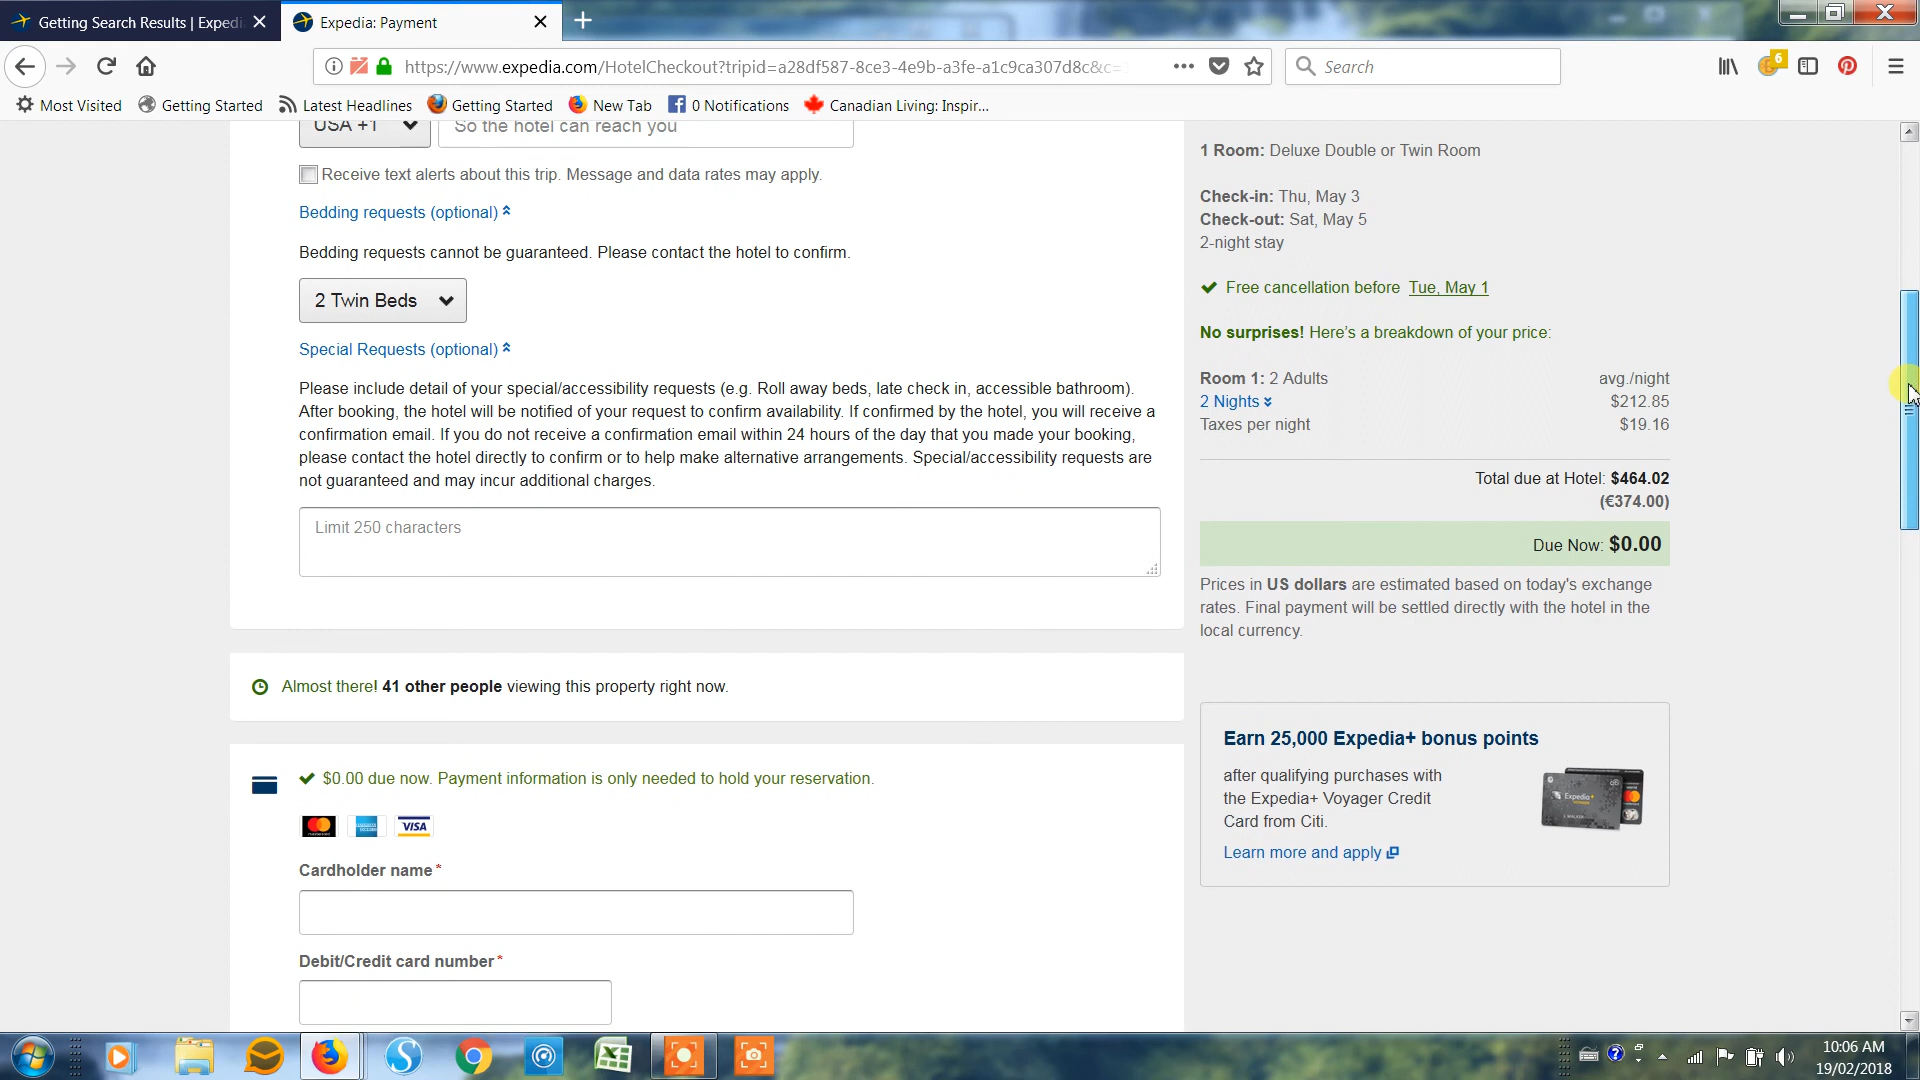 Getting Search Results | Expedi
Expedia: Payment
https://www.expedia.com/HotelCheckout?tripid=a28df587-8ce3-4e9b-a3fe-a1c9ca307d8c&c=
Search
6
Most Visited
Getting Started
Latest Headlines
Getting Started
New Tab
0 Notifications
Canadian Living: Inspir...
USA +1
So the hotel can reach you
Receive text alerts about this trip. Message and data rates may apply.
Bedding requests (optional)
Bedding requests cannot be guaranteed. Please contact the hotel to confirm.
2 Twin Beds
Special Requests (optional)
Please include detail of your special/accessibility requests (e.g. Roll away beds, late check in, accessible bathroom).
After booking, the hotel will be notified of your request to confirm availability. If confirmed by the hotel, you will receive a
confirmation email. If you do not receive a confirmation email within 24 hours of the day that you made your booking,
please contact the hotel directly to confirm or to help make alternative arrangements. Special/accessibility requests are
not guaranteed and may incur additional charges.
Limit 250 characters
Almost there! 41 other people viewing this property right now.
$0.00 due now. Payment information is only needed to hold your reservation.
VISA
Cardholder name*
Debit/Credit card number*
1 Room: Deluxe Double or Twin Room
Check-in: Thu, May 3
Check-out: Sat, May 5
2-night stay
Free cancellation before Tue, May 1
No surprises! Here's a breakdown of your price:
Room 1: 2 Adults avg./night
2 Nights $212.85
Taxes per night $19.16
Total due at Hotel: $464.02
(€374.00)
Due Now: $0.00
Prices in US dollars are estimated based on today's exchange
rates. Final payment will be settled directly with the hotel in the
local currency.
Earn 25,000 Expedia+ bonus points
after qualifying purchases with
the Expedia+ Voyager Credit
Card from Citi.
Learn more and apply
Expedia+
10:06 AM
19/02/2018